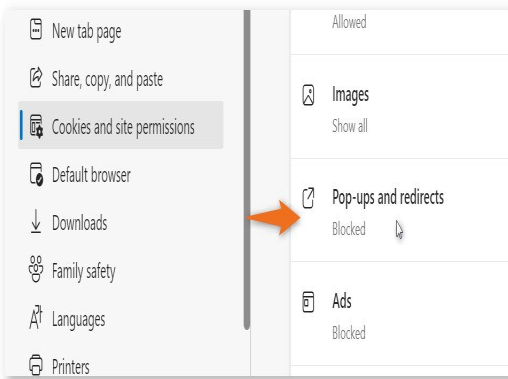 New tab page
Share, copy, and paste
Cookies and site permissions
Default browser
Downloads
Family safety
Languages
Printers
Allowed
Images
Show all
Pop-ups and redirects
Blocked
Ads
Blocked